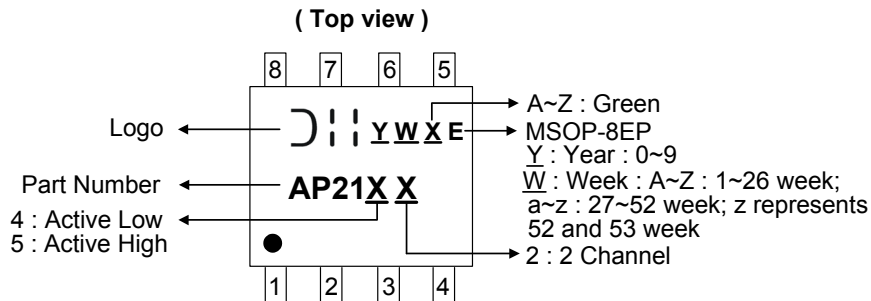 ( Top view )
8 7 6 5
Logo
Y W X E
A~Z : Green
MSOP-8EP
Y : Year : 0~9
W : Week : A~Z : 1~26 week;
a~z : 27~52 week; z represents
52 and 53 week
Part Number
AP21X X
4 : Active Low
5 : Active High
2 : 2 Channel
1 2 3 4